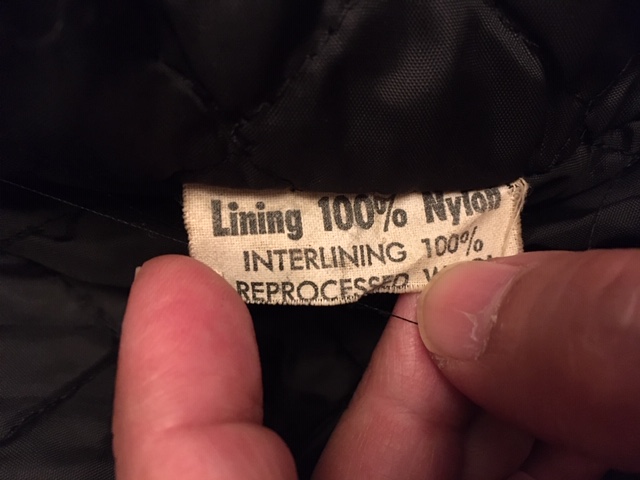 Lining 100% Nylon
INTERLINING 100%
REPROCESSED